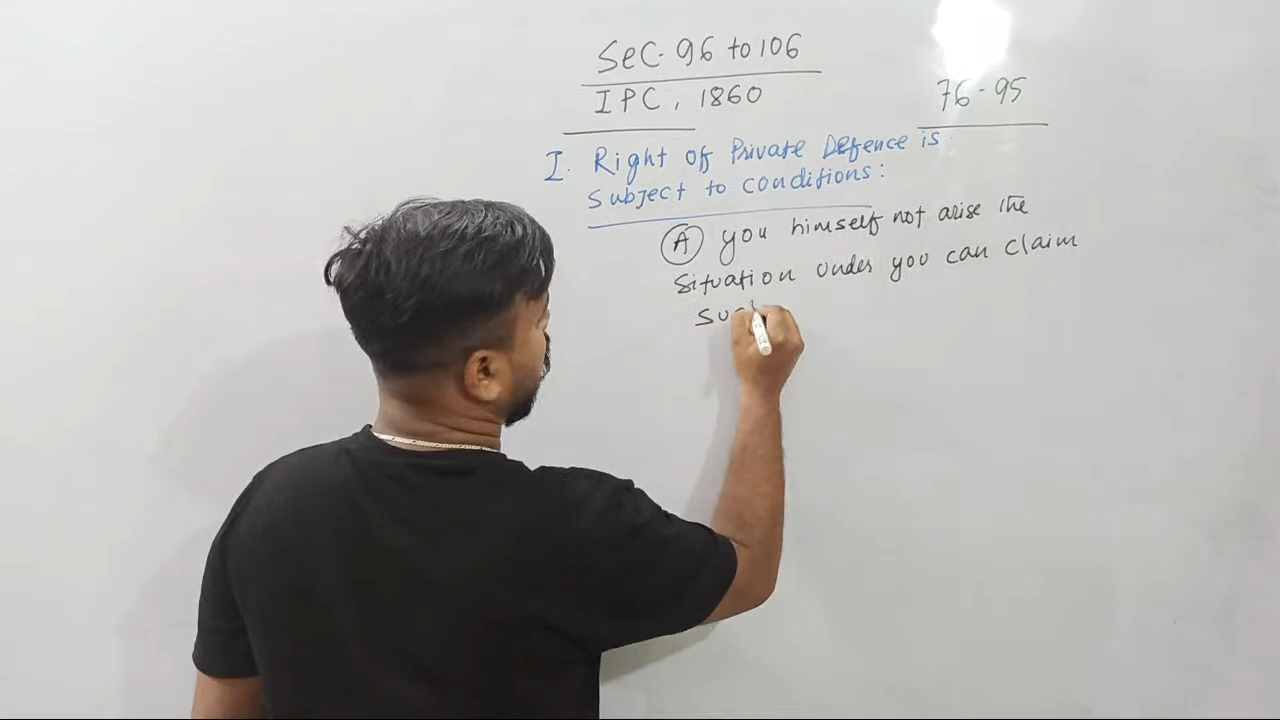 Sec. 96 to 106
IPC, 1860
76-95
I. Right of Private Defence is
subject to conditions:
(A) you himself not arise the
situation under you can claim